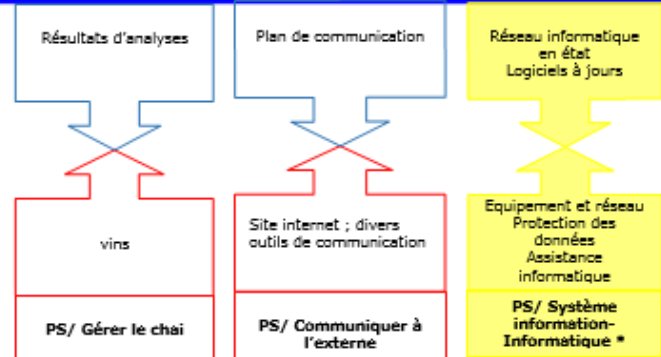 Résultats d'analyses
Plan de communication
Réseau informatique
en état
Logiciels à jours
vins
Site internet ; divers
outils de communication
Equipement et réseau
Protection des
données
Assistance
informatique
PS/ Gérer le chai
PS/ Communiquer à
l'externe
PS/ Système
information-
Informatique *